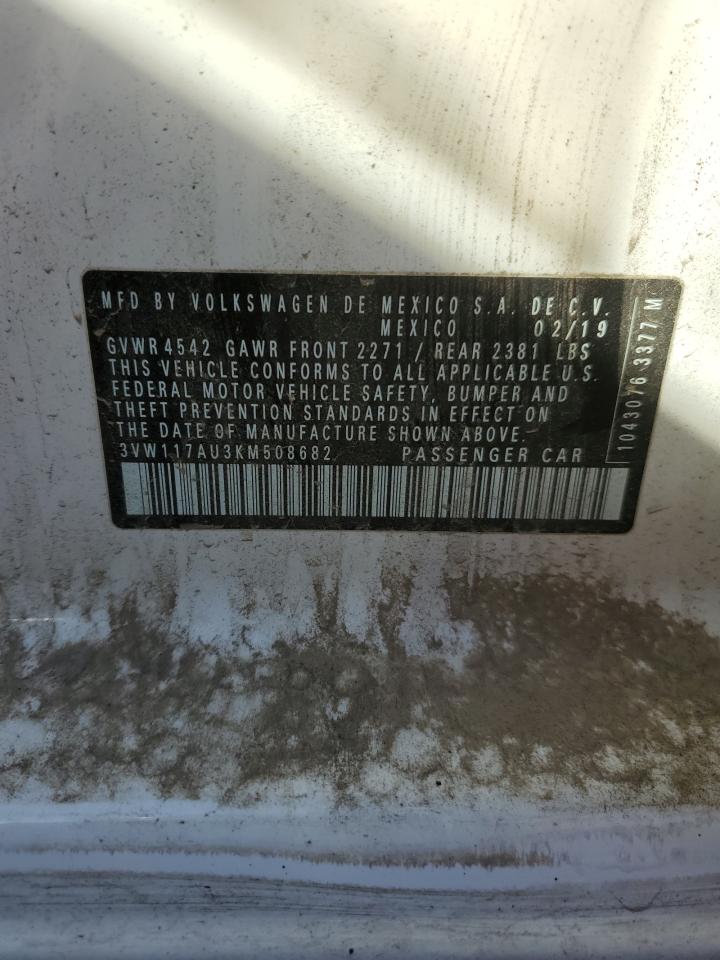 MFD BY VOLKSWAGEN DE MEXICO S.A. DE C.V.
MEXICO 02/19
GVWR 4542 GAWR FRONT 2271 / REAR 2381 LBS
THIS VEHICLE CONFORMS TO ALL APPLICABLE U.S.
FEDERAL MOTOR VEHICLE SAFETY, BUMPER AND
THEFT PREVENTION STANDARDS IN EFFECT ON
THE DATE OF MANUFACTURE SHOWN ABOVE.
3VW117AU3KM508682 PASSENGER CAR
1043076 3377 M